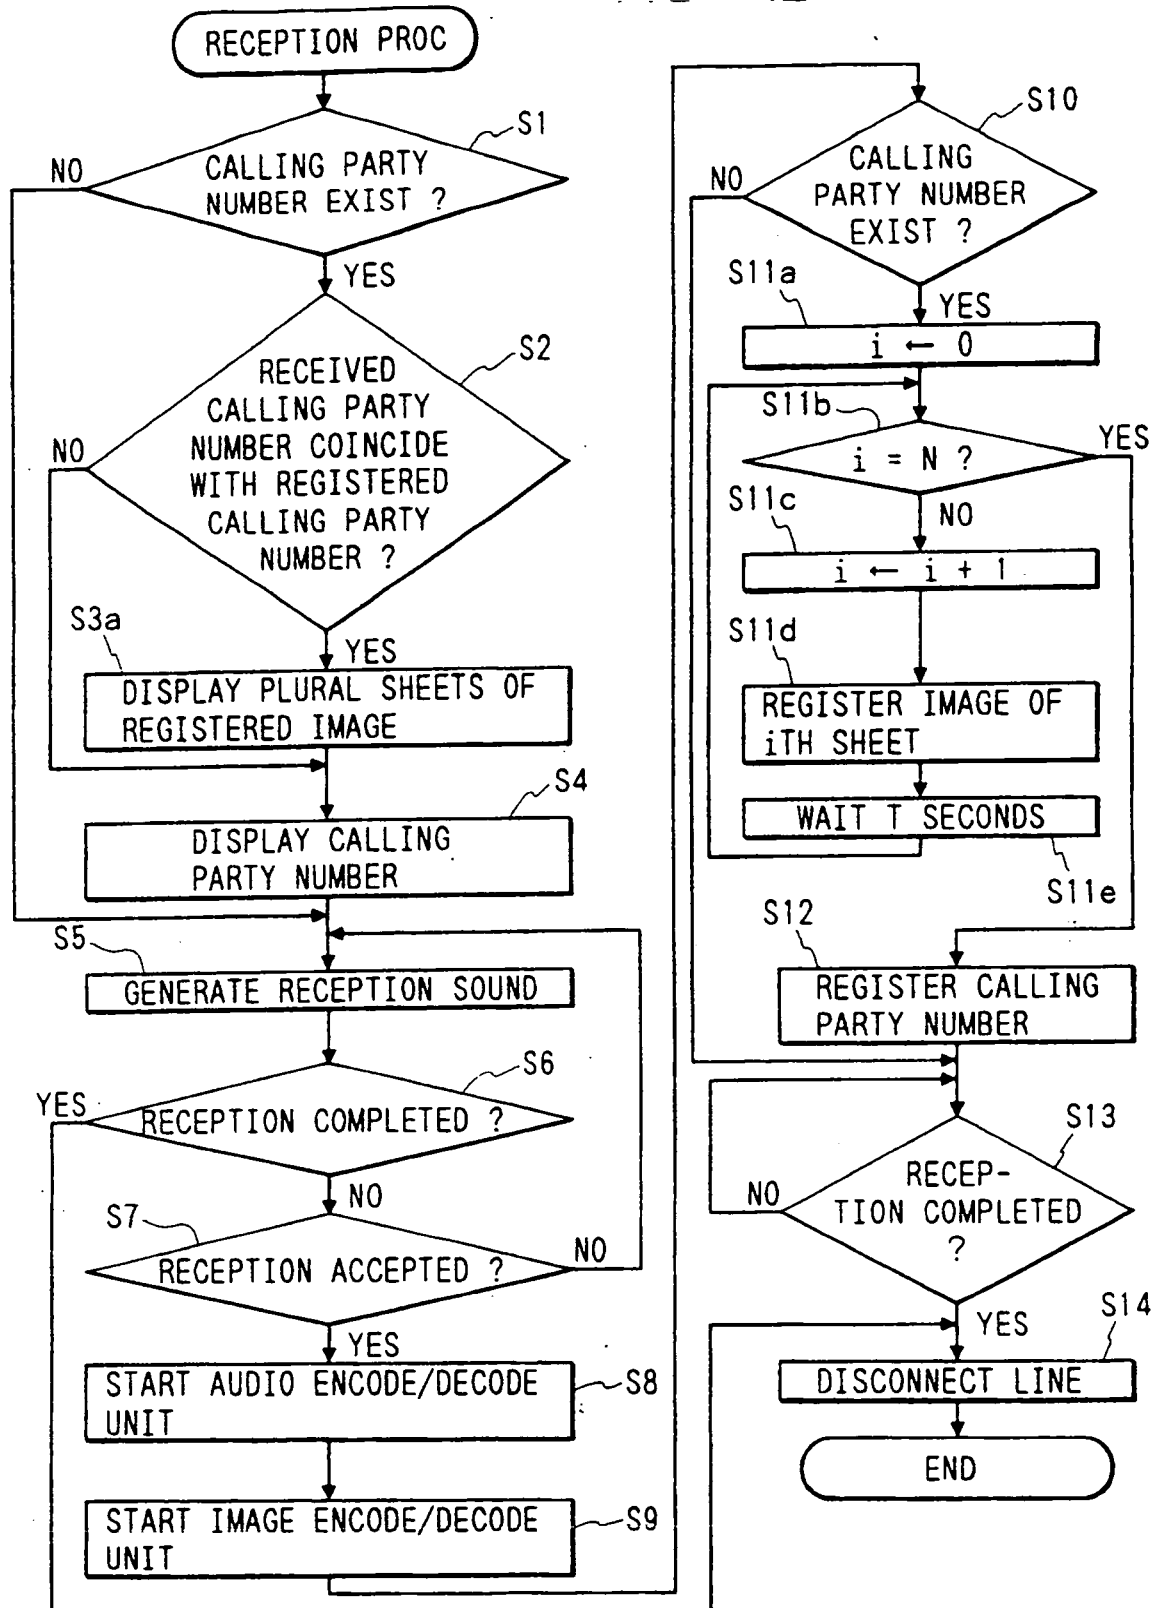 RECEPTION PROC
S1
CALLING PARTY
NUMBER EXIST ?
NO
YES
S2
RECEIVED
CALLING PARTY
NUMBER COINCIDE
WITH REGISTERED
CALLING PARTY
NUMBER ?
NO
YES
S3a
DISPLAY PLURAL SHEETS OF
REGISTERED IMAGE
S4
DISPLAY CALLING
PARTY NUMBER
S5
GENERATE RECEPTION SOUND
S6
YES
RECEPTION COMPLETED ?
NO
S7
RECEPTION ACCEPTED ?
NO
YES
START AUDIO ENCODE/DECODE
UNIT
S8
START IMAGE ENCODE/DECODE
UNIT
S9
S10
CALLING
PARTY NUMBER
EXIST ?
NO
YES
S11a
i ← 0
S11b
i = N ?
YES
NO
S11c
i ← i + 1
S11d
REGISTER IMAGE OF
iTH SHEET
WAIT T SECONDS
S11e
S12
REGISTER CALLING
PARTY NUMBER
S13
RECEP-
TION COMPLETED
?
NO
YES
S14
DISCONNECT LINE
END